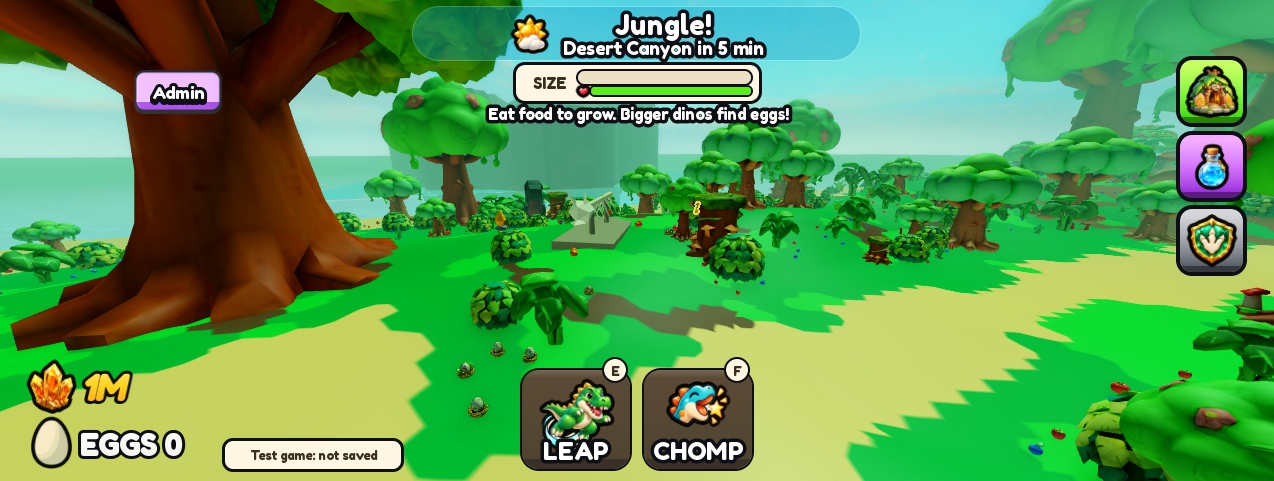 Jungle!
Desert Canyon in 5 min
Admin
SIZE
Eat food to grow. Bigger dinos find eggs!
1M
EGGS 0
Test game: not saved
E
LEAP
F
CHOMP